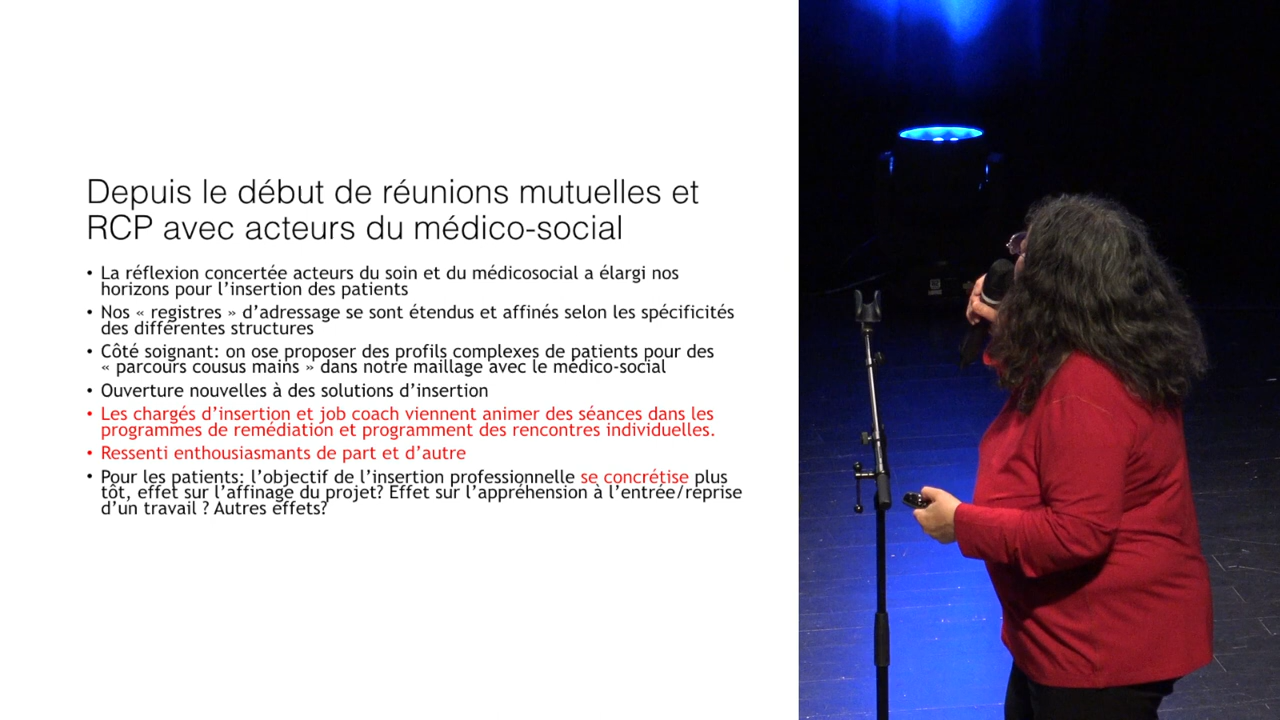 Depuis le début de réunions mutuelles et
RCP avec acteurs du médico-social
• La réflexion concertée acteurs du soin et du médicosocial a élargi nos
horizons pour l'insertion des patients
• Nos « registres » d'adressage se sont étendus et affinés selon les spécificités
des différentes structures
• Côté soignant: on ose proposer des profils complexes de patients pour des
« parcours cousus mains » dans notre maillage avec le médico-social
• Ouverture nouvelles à des solutions d'insertion
• Les chargés d'insertion et job coach viennent animer des séances dans les
programmes de remédiation et programment des rencontres individuelles.
• Ressenti enthousiasmants de part et d'autre
• Pour les patients: l'objectif de l'insertion professionnelle se concrétise plus
tôt, effet sur l'affinage du projet? Effet sur l'appréhension à l'entrée/reprise
d'un travail ? Autres effets?